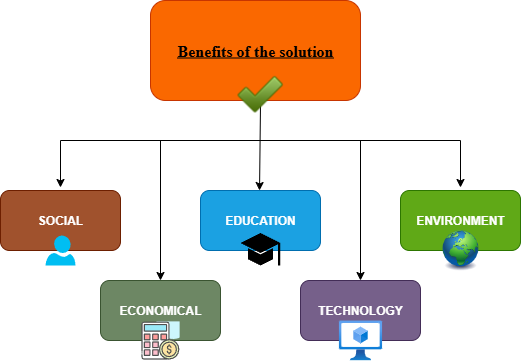 Benefits of the solution
SOCIAL
EDUCATION
ENVIRONMENT
ECONOMICAL
TECHNOLOGY